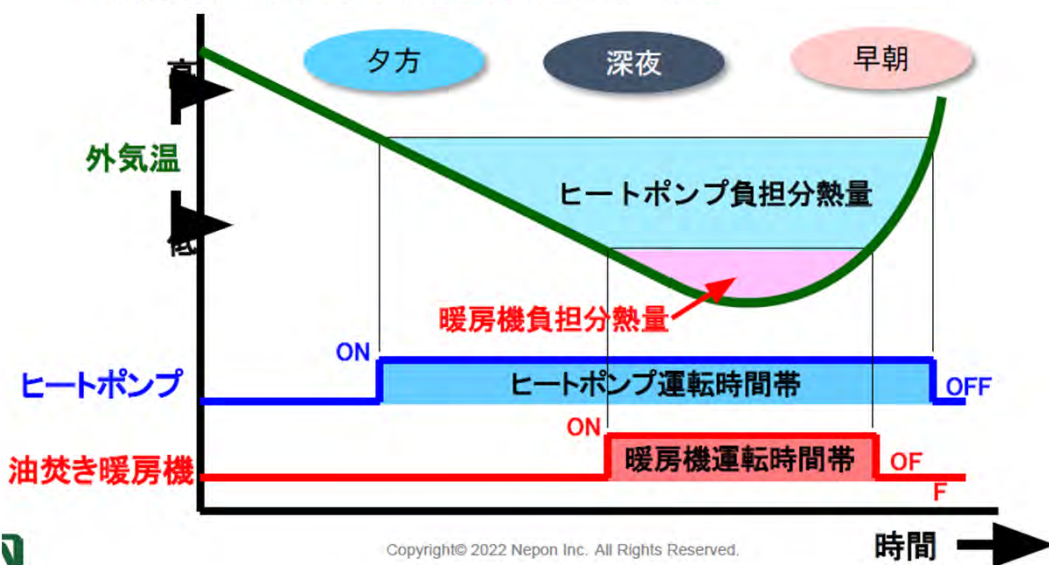 夕方
深夜
早朝
高
外気温
低
ヒートポンプ負担分熱量
暖房機負担分熱量
ON
ヒートポンプ
ヒートポンプ運転時間帯
OFF
ON
油焚き暖房機
暖房機運転時間帯
OF
F
Copyright© 2022 Nepon Inc. All Rights Reserved.
時間